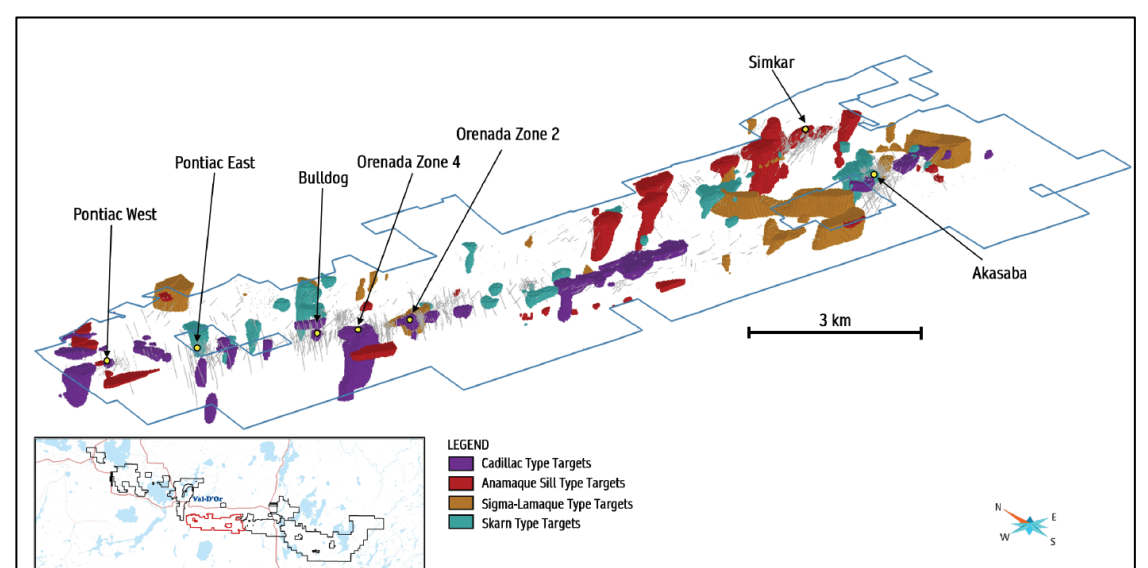 Simkar
Orenada Zone 2
Orenada Zone 4
Pontiac East
Bulldog
Pontiac West
Akasaba
3 km
LEGEND
Cadillac Type Targets
Anamaque Sill Type Targets
Sigma-Lamaque Type Targets
Skarn Type Targets
Val-D'Or
N
E
W
S